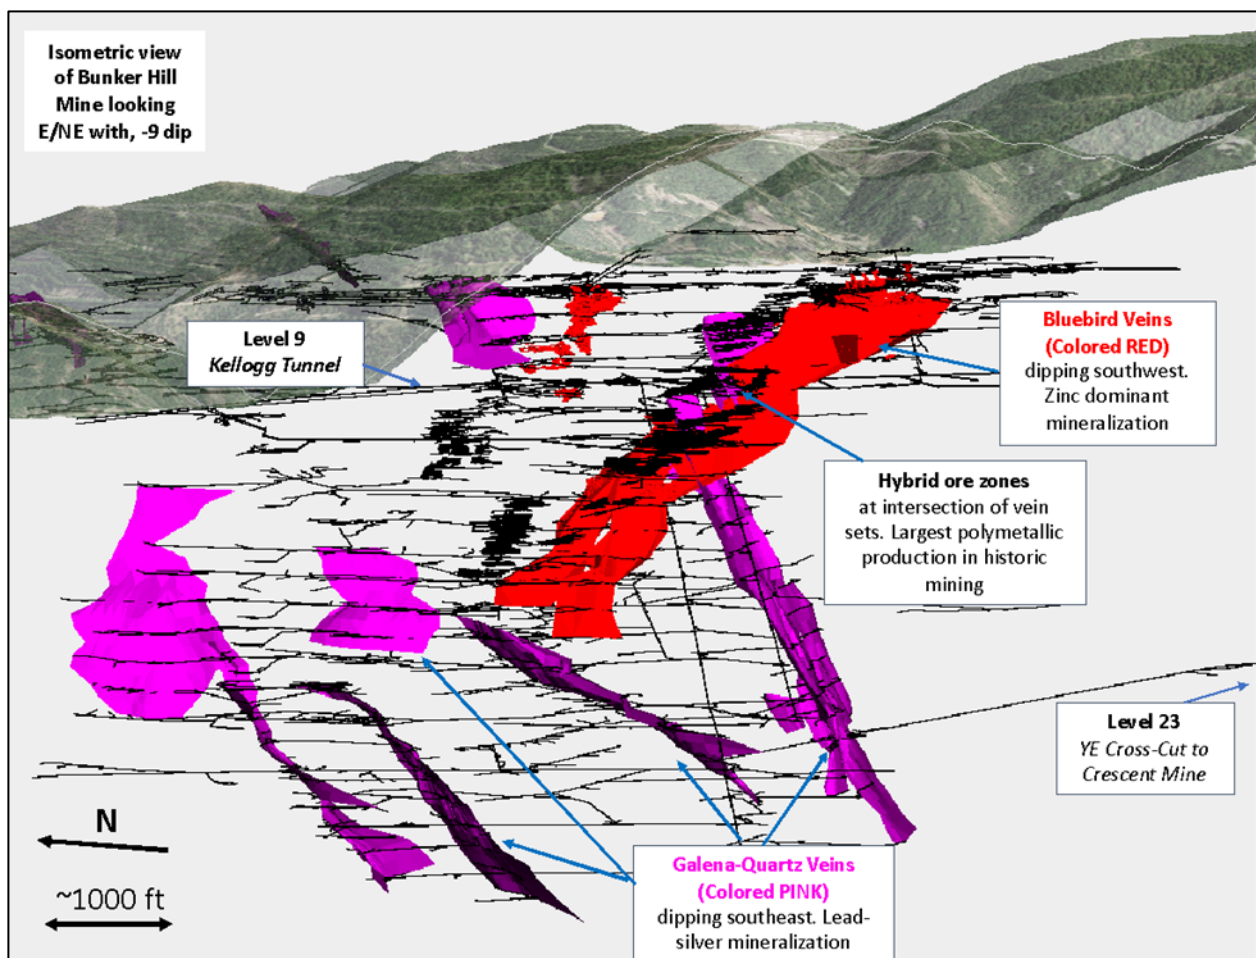 Isometric view
of Bunker Hill
Mine looking
E/NE with, -9 dip
Level 9
Kellogg Tunnel
Bluebird Veins
(Colored RED)
dipping southwest.
Zinc dominant
mineralization
Hybrid ore zones
at intersection of vein
sets. Largest polymetallic
production in historic
mining
Level 23
YE Cross-Cut to
Crescent Mine
N
~1000 ft
Galena-Quartz Veins
(Colored PINK)
dipping southeast. Lead-
silver mineralization